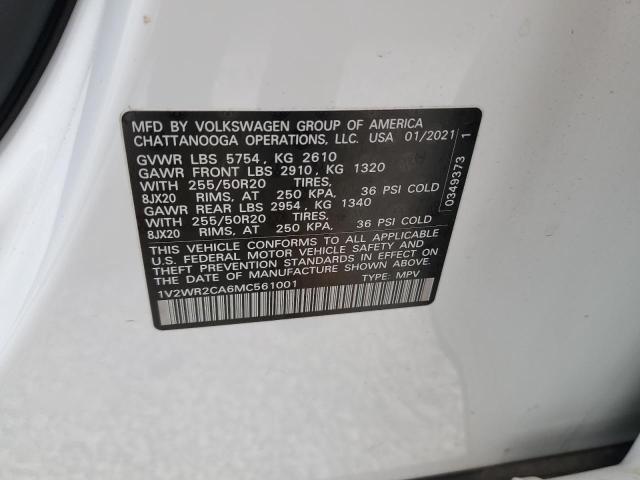 MFD BY VOLKSWAGEN GROUP OF AMERICA
CHATTANOOGA OPERATIONS, LLC. USA 01/2021
GVWR LBS 5754, KG 2610
GAWR FRONT LBS 2910, KG 1320
WITH 255/50R20 TIRES,
8JX20 RIMS, AT 250 KPA, 36 PSI COLD
GAWR REAR LBS 2954, KG 1340
WITH 255/50R20 TIRES,
8JX20 RIMS, AT 250 KPA, 36 PSI COLD
THIS VEHICLE CONFORMS TO ALL APPLICABLE
U.S. FEDERAL MOTOR VEHICLE SAFETY AND
THEFT PREVENTION STANDARDS IN EFFECT ON
THE DATE OF MANUFACTURE SHOWN ABOVE.
1V2WR2CA6MC561001 TYPE: MPV
0349373 1